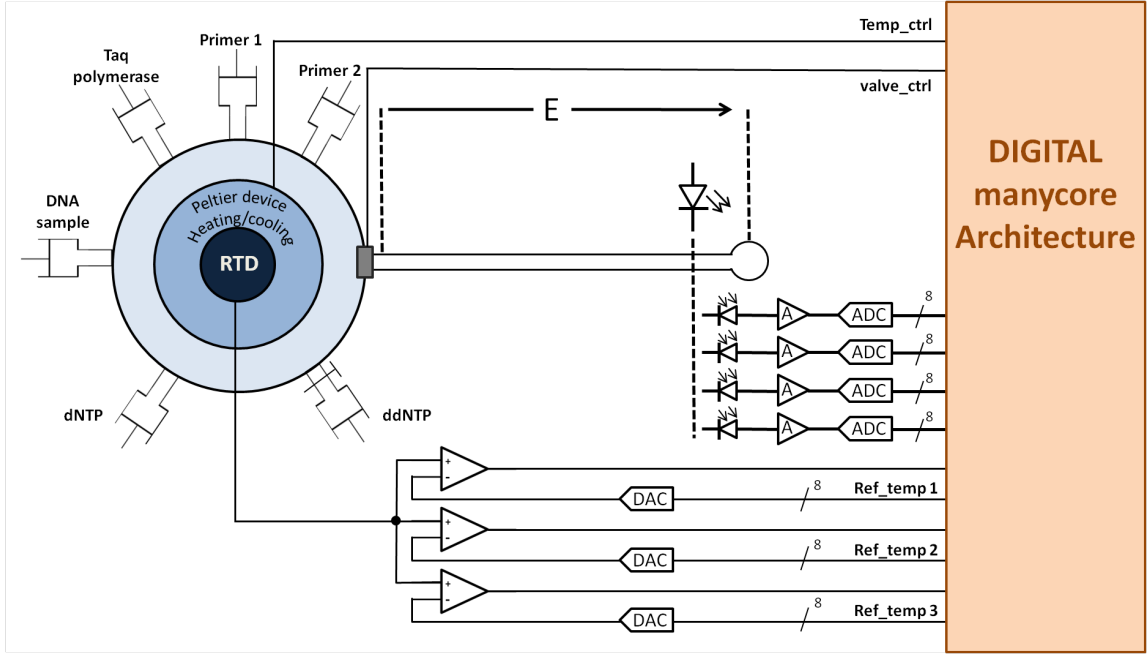 Temp_ctrl
valve_ctrl
Primer 1
Taq
polymerase
Primer 2
E
DNA
sample
Peltier device
Heating/cooling
RTD
dNTP
ddNTP
A
ADC
8
A
ADC
8
A
ADC
8
A
ADC
8
+
-
DAC
8
Ref_temp 1
+
-
DAC
8
Ref_temp 2
+
-
DAC
8
Ref_temp 3
DIGITAL
manycore
Architecture